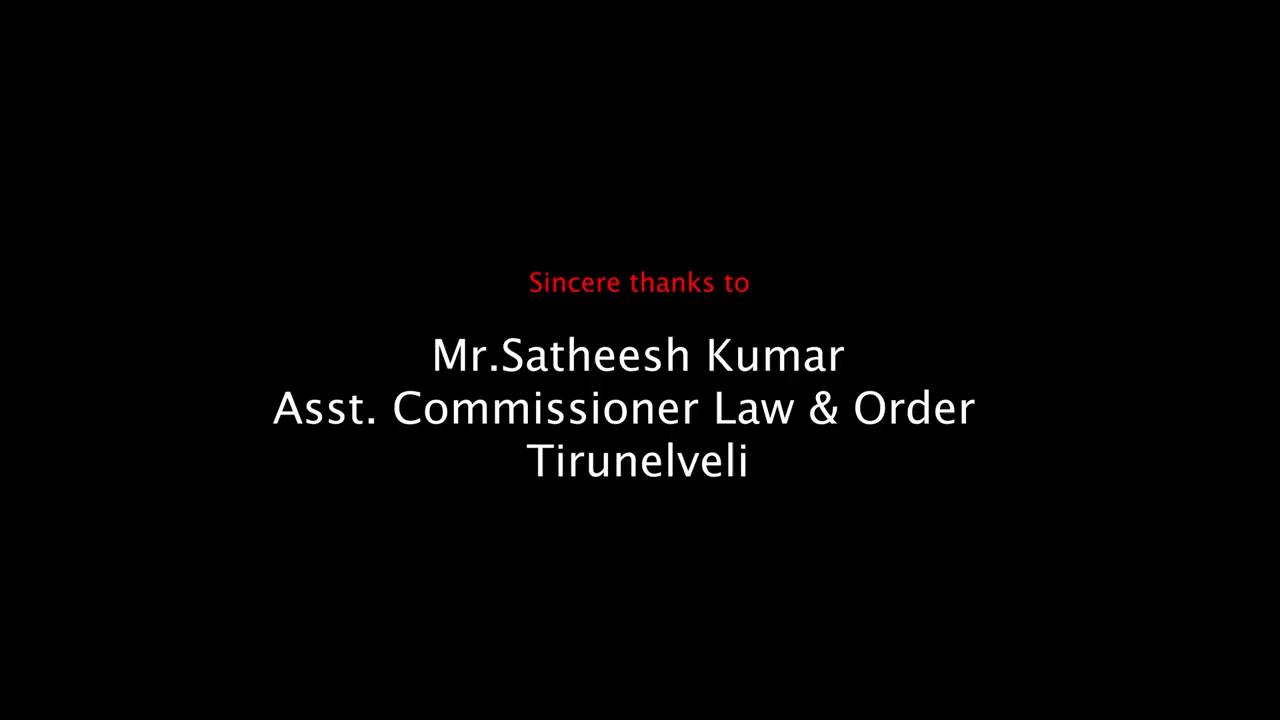 Sincere thanks to
Mr.Satheesh Kumar
Asst. Commissioner Law & Order
Tirunelveli